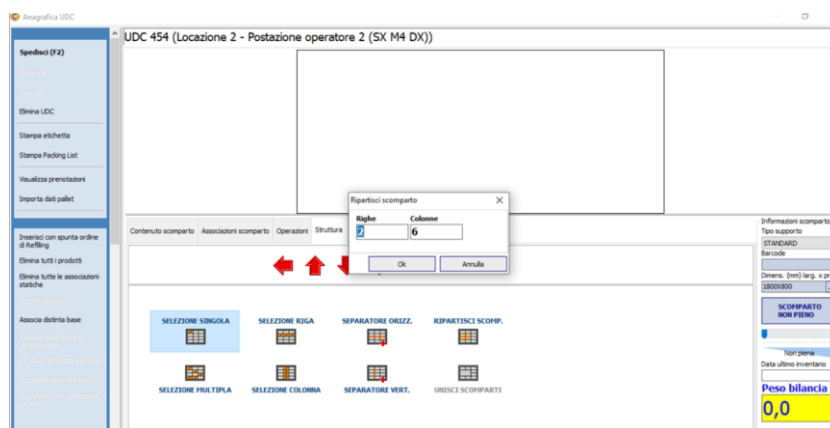 Anagrafica UDC
UDC 454 (Locazione 2 - Postazione operatore 2 (SX M4 DX))
Spedisci (F2)
Elimina UDC
Stampa etichetta
Stampa Packing List
Visualizza prenotazioni
Importa dati pallet
Inserisci con spunta ordine
di Refilling
Elimina tutti i prodotti
Elimina tutte le associazioni
statiche
Associa distinta base
Ripartisci scomparto
Righe Colonne
2 6
Ok Annulla
Contenuto scomparto Associazioni scomparto Operazioni Struttura
SELEZIONE SINGOLA SELEZIONE RIGA SEPARATORE ORIZZ. RIPARTISCI SCOMP.
SELEZIONE MULTIPLA SELEZIONE COLONNA SEPARATORE VERT. UNISCI SCOMPARTI
Informazioni scomparto
Tipo supporto
STANDARD
Barcode
Dimens. (mm) larg. x pr
1800X800
SCOMPARTO
NON PIENO
Non piena
Data ultimo inventario
Peso bilancia
0,0